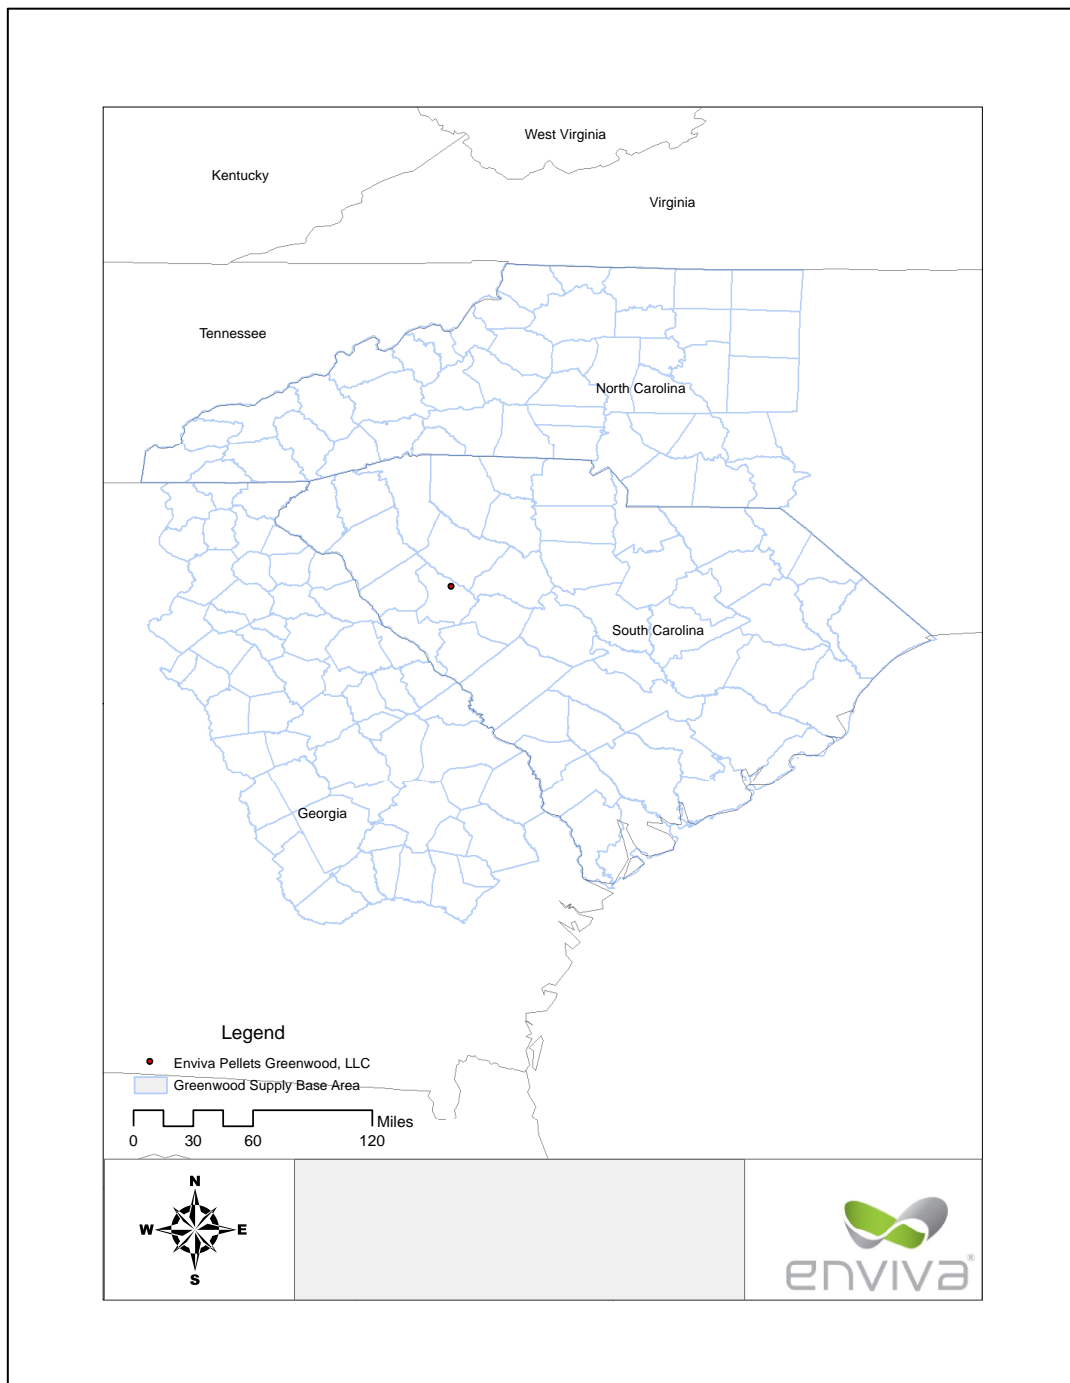 West Virginia
Kentucky
Virginia
Tennessee
North Carolina
South Carolina
Georgia
Legend
Enviva Pellets Greenwood, LLC
Greenwood Supply Base Area
Miles
0 30 60 120
N
W E
S
enviva®